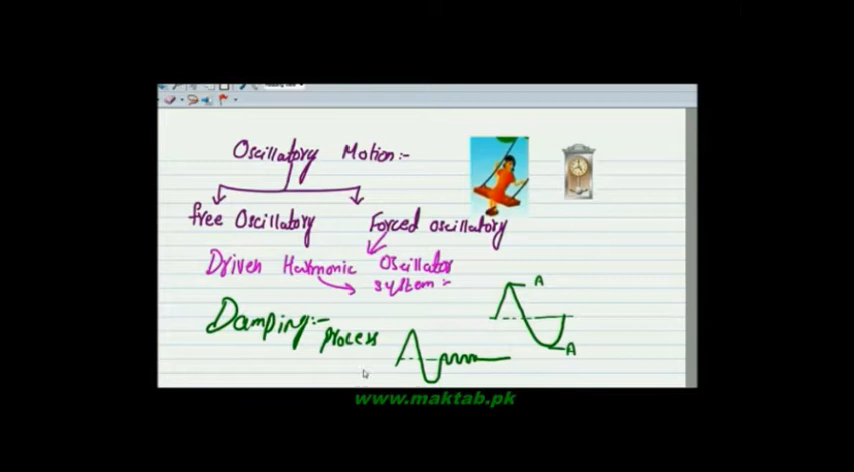 Oscillatory Motion:-
free Oscillatory
Forced oscillatory
Driven Harmonic Oscillator
system:-
Damping:-
process
A
A
www.maktab.pk